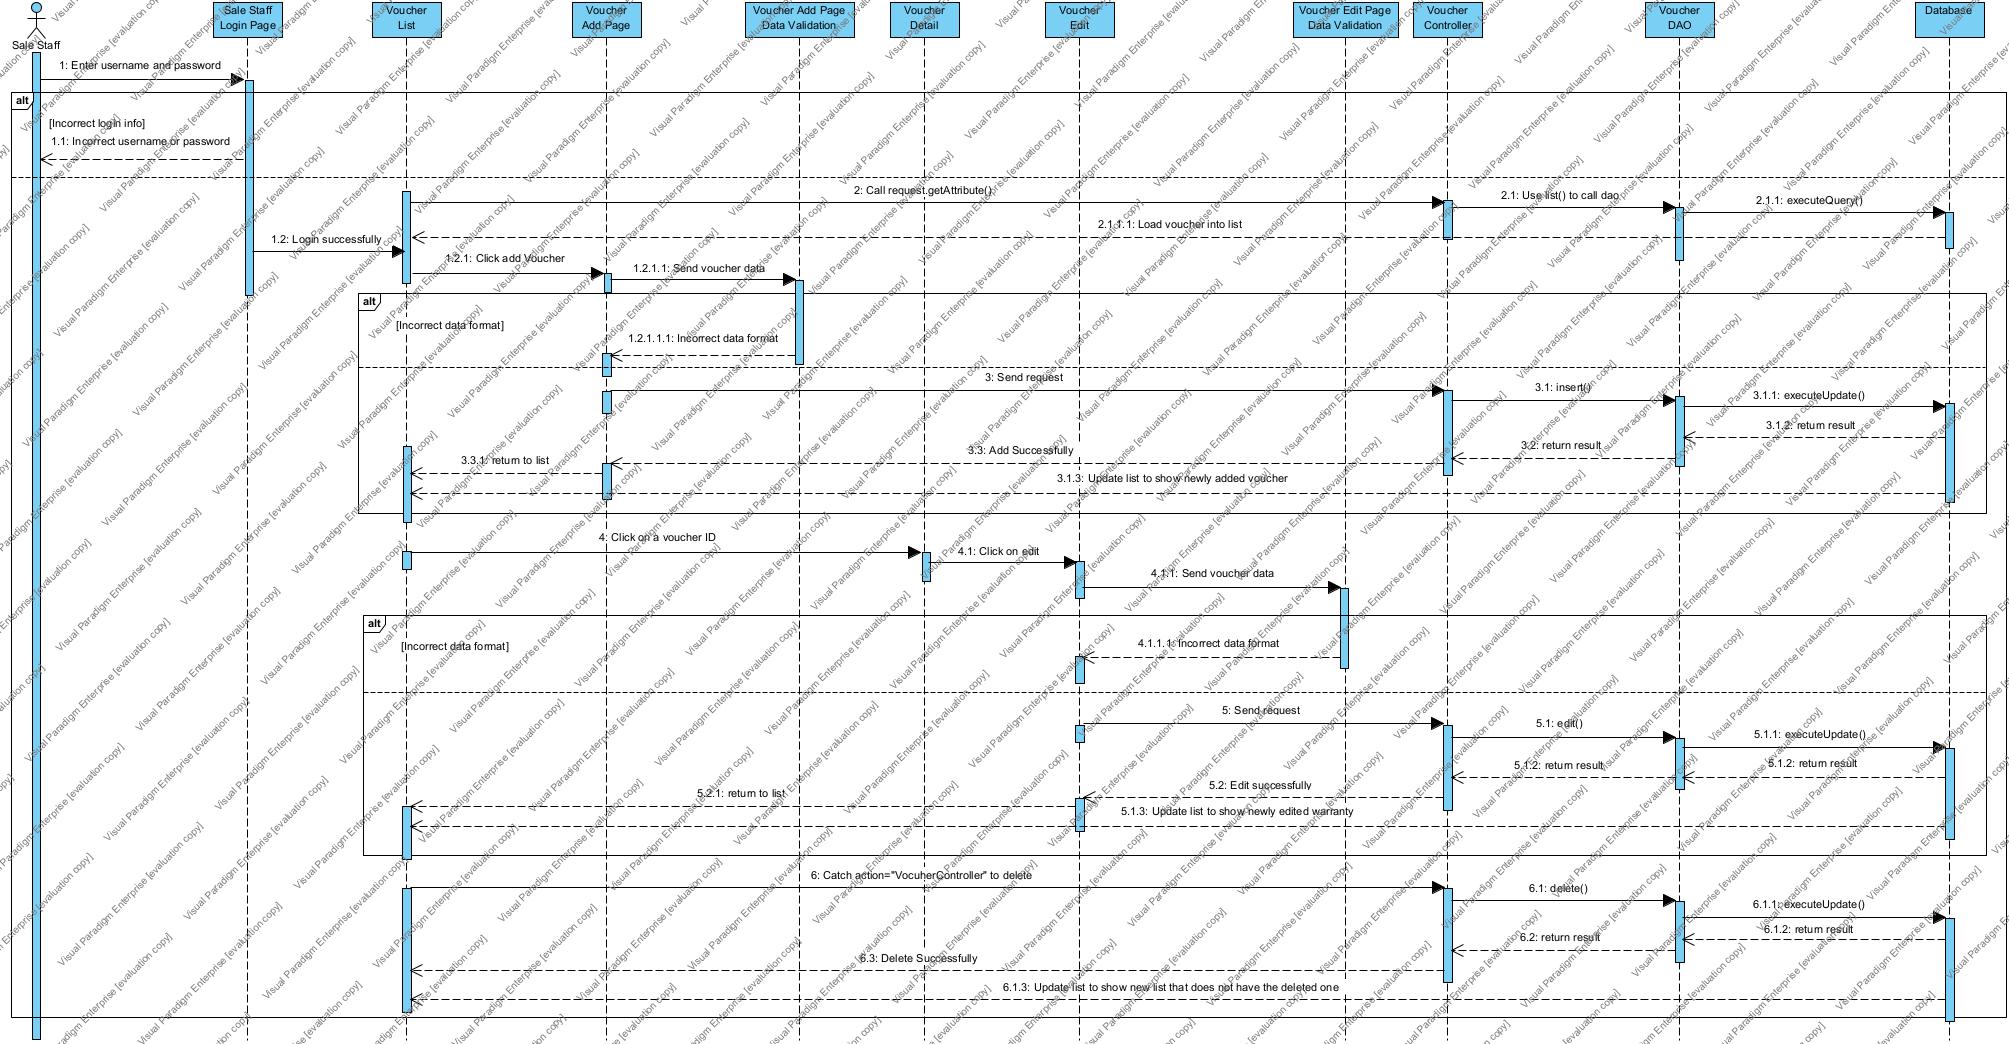 Sale Staff
Sale Staff
Login Page
Voucher
List
Voucher
Add Page
Voucher Add Page
Data Validation
Voucher
Detail
Voucher
Edit
Voucher Edit Page
Data Validation
Voucher
Controller
Voucher
DAO
Database
1: Enter username and password
alt
[Incorrect login info]
1.1: Incorrect username or password
2: Call request.getAttribute()
2.1: Use list() to call dao
2.1.1: executeQuery()
2.1.1.1: Load voucher into list
1.2: Login successfully
1.2.1: Click add Voucher
1.2.1.1: Send voucher data
alt
[Incorrect data format]
1.2.1.1.1: Incorrect data format
3: Send request
3.1: insert()
3.1.1: executeUpdate()
3.1.2: return result
3.2: return result
3.3: Add Successfully
3.3.1: return to list
3.1.3: Update list to show newly added voucher
4: Click on a voucher ID
4.1: Click on edit
4.1.1: Send voucher data
alt
[Incorrect data format]
4.1.1.1: Incorrect data format
5: Send request
5.1: edit()
5.1.1: executeUpdate()
5.1.2: return result
5.1.2: return result
5.2: Edit successfully
5.2.1: return to list
5.1.3: Update list to show newly edited warranty
6: Catch action="VocuherController" to delete
6.1: delete()
6.1.1: executeUpdate()
6.1.2: return result
6.2: return result
6.3: Delete Successfully
6.1.3: Update list to show new list that does not have the deleted one
Visual Paradigm Enterprise [evaluation copy]